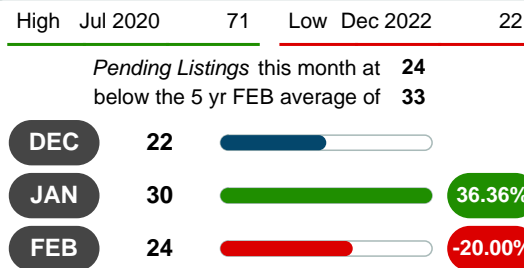 High Jul 2020 71 Low Dec 2022 22
Pending Listings this month at 24
below the 5 yr FEB average of 33
DEC 22
JAN 30 36.36%
FEB 24 -20.00%